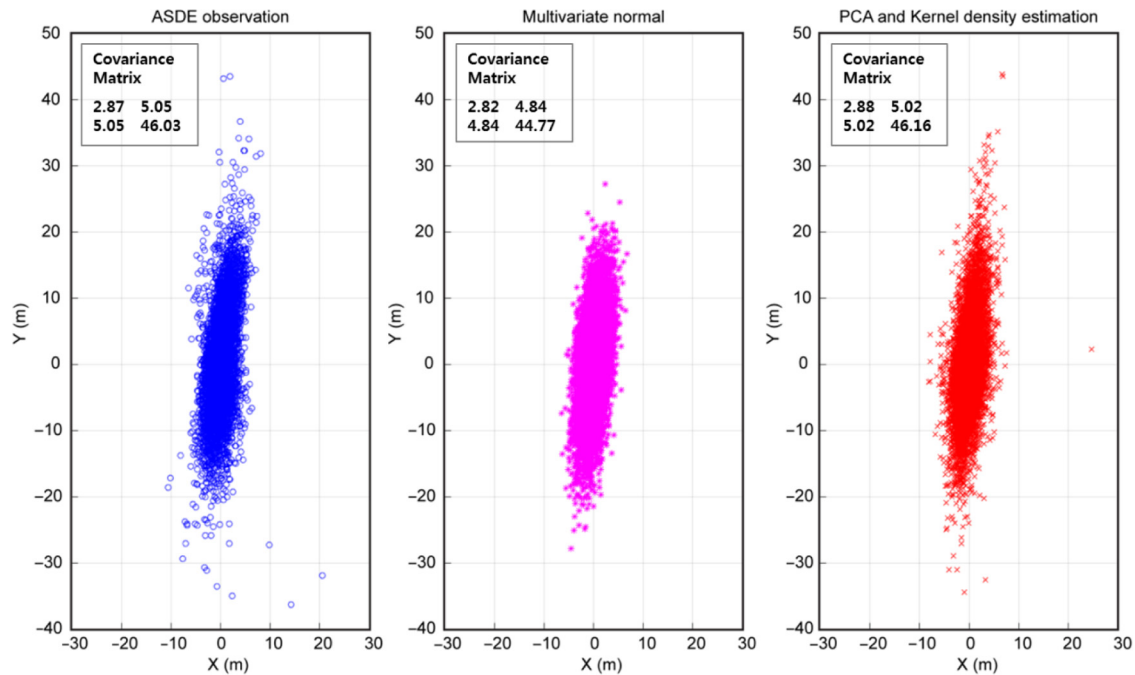 ASDE observation
Multivariate normal
PCA and Kernel density estimation
50
40
30
20
10
0
−10
−20
−30
−40
Y (m)
Covariance
Matrix
2.87 5.05
5.05 46.03
−30 −20 −10 0 10 20 30
X (m)
50
40
30
20
10
0
−10
−20
−30
−40
Y (m)
Covariance
Matrix
2.82 4.84
4.84 44.77
−30 −20 −10 0 10 20 30
X (m)
50
40
30
20
10
0
−10
−20
−30
−40
Y (m)
Covariance
Matrix
2.88 5.02
5.02 46.16
−30 −20 −10 0 10 20 30
X (m)